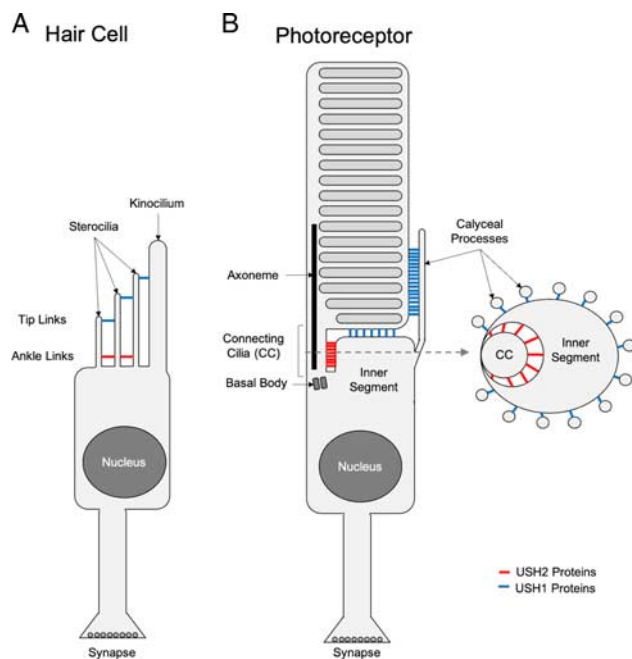 A Hair Cell
B Photoreceptor
Kinocilium
Sterocilia
Tip Links
Ankle Links
Nucleus
Synapse
Axoneme
Connecting
Cilia (CC)
Basal Body
Inner
Segment
Nucleus
Synapse
Calyceal
Processes
CC
Inner
Segment
USH2 Proteins
USH1 Proteins